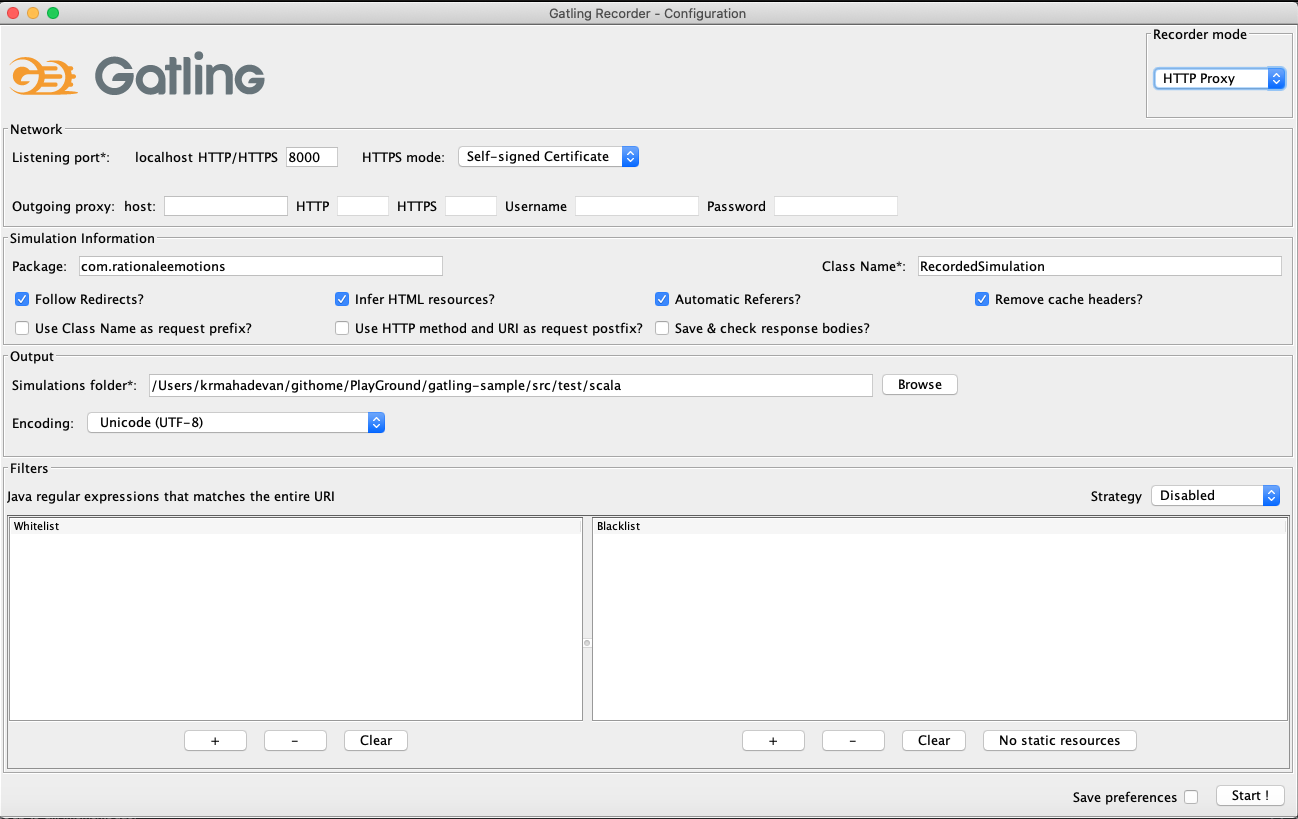 Gatling Recorder - Configuration
Gatling
Recorder mode
HTTP Proxy
Network
Listening port*: localhost HTTP/HTTPS 8000 HTTPS mode: Self-signed Certificate
Outgoing proxy: host: HTTP HTTPS Username Password
Simulation Information
Package: com.rationaleemotions Class Name*: RecordedSimulation
Follow Redirects? Infer HTML resources? Automatic Referers? Remove cache headers?
Use Class Name as request prefix? Use HTTP method and URI as request postfix? Save & check response bodies?
Output
Simulations folder*: /Users/krmahadevan/githome/PlayGround/gatling-sample/src/test/scala Browse
Encoding: Unicode (UTF-8)
Filters
Java regular expressions that matches the entire URI Strategy Disabled
Whitelist Blacklist
+ - Clear + - Clear No static resources
Save preferences Start !